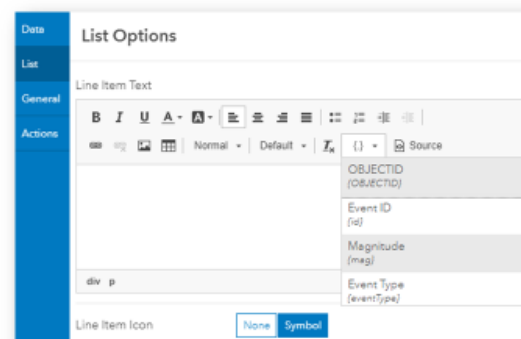 Data
List
General
Actions
List Options
Line Item Text
B I U A A
Normal Default Tx {} Source
OBJECTID
{OBJECTID}
Event ID
{id}
Magnitude
{mag}
Event Type
{eventType}
div p
Line Item Icon
None Symbol